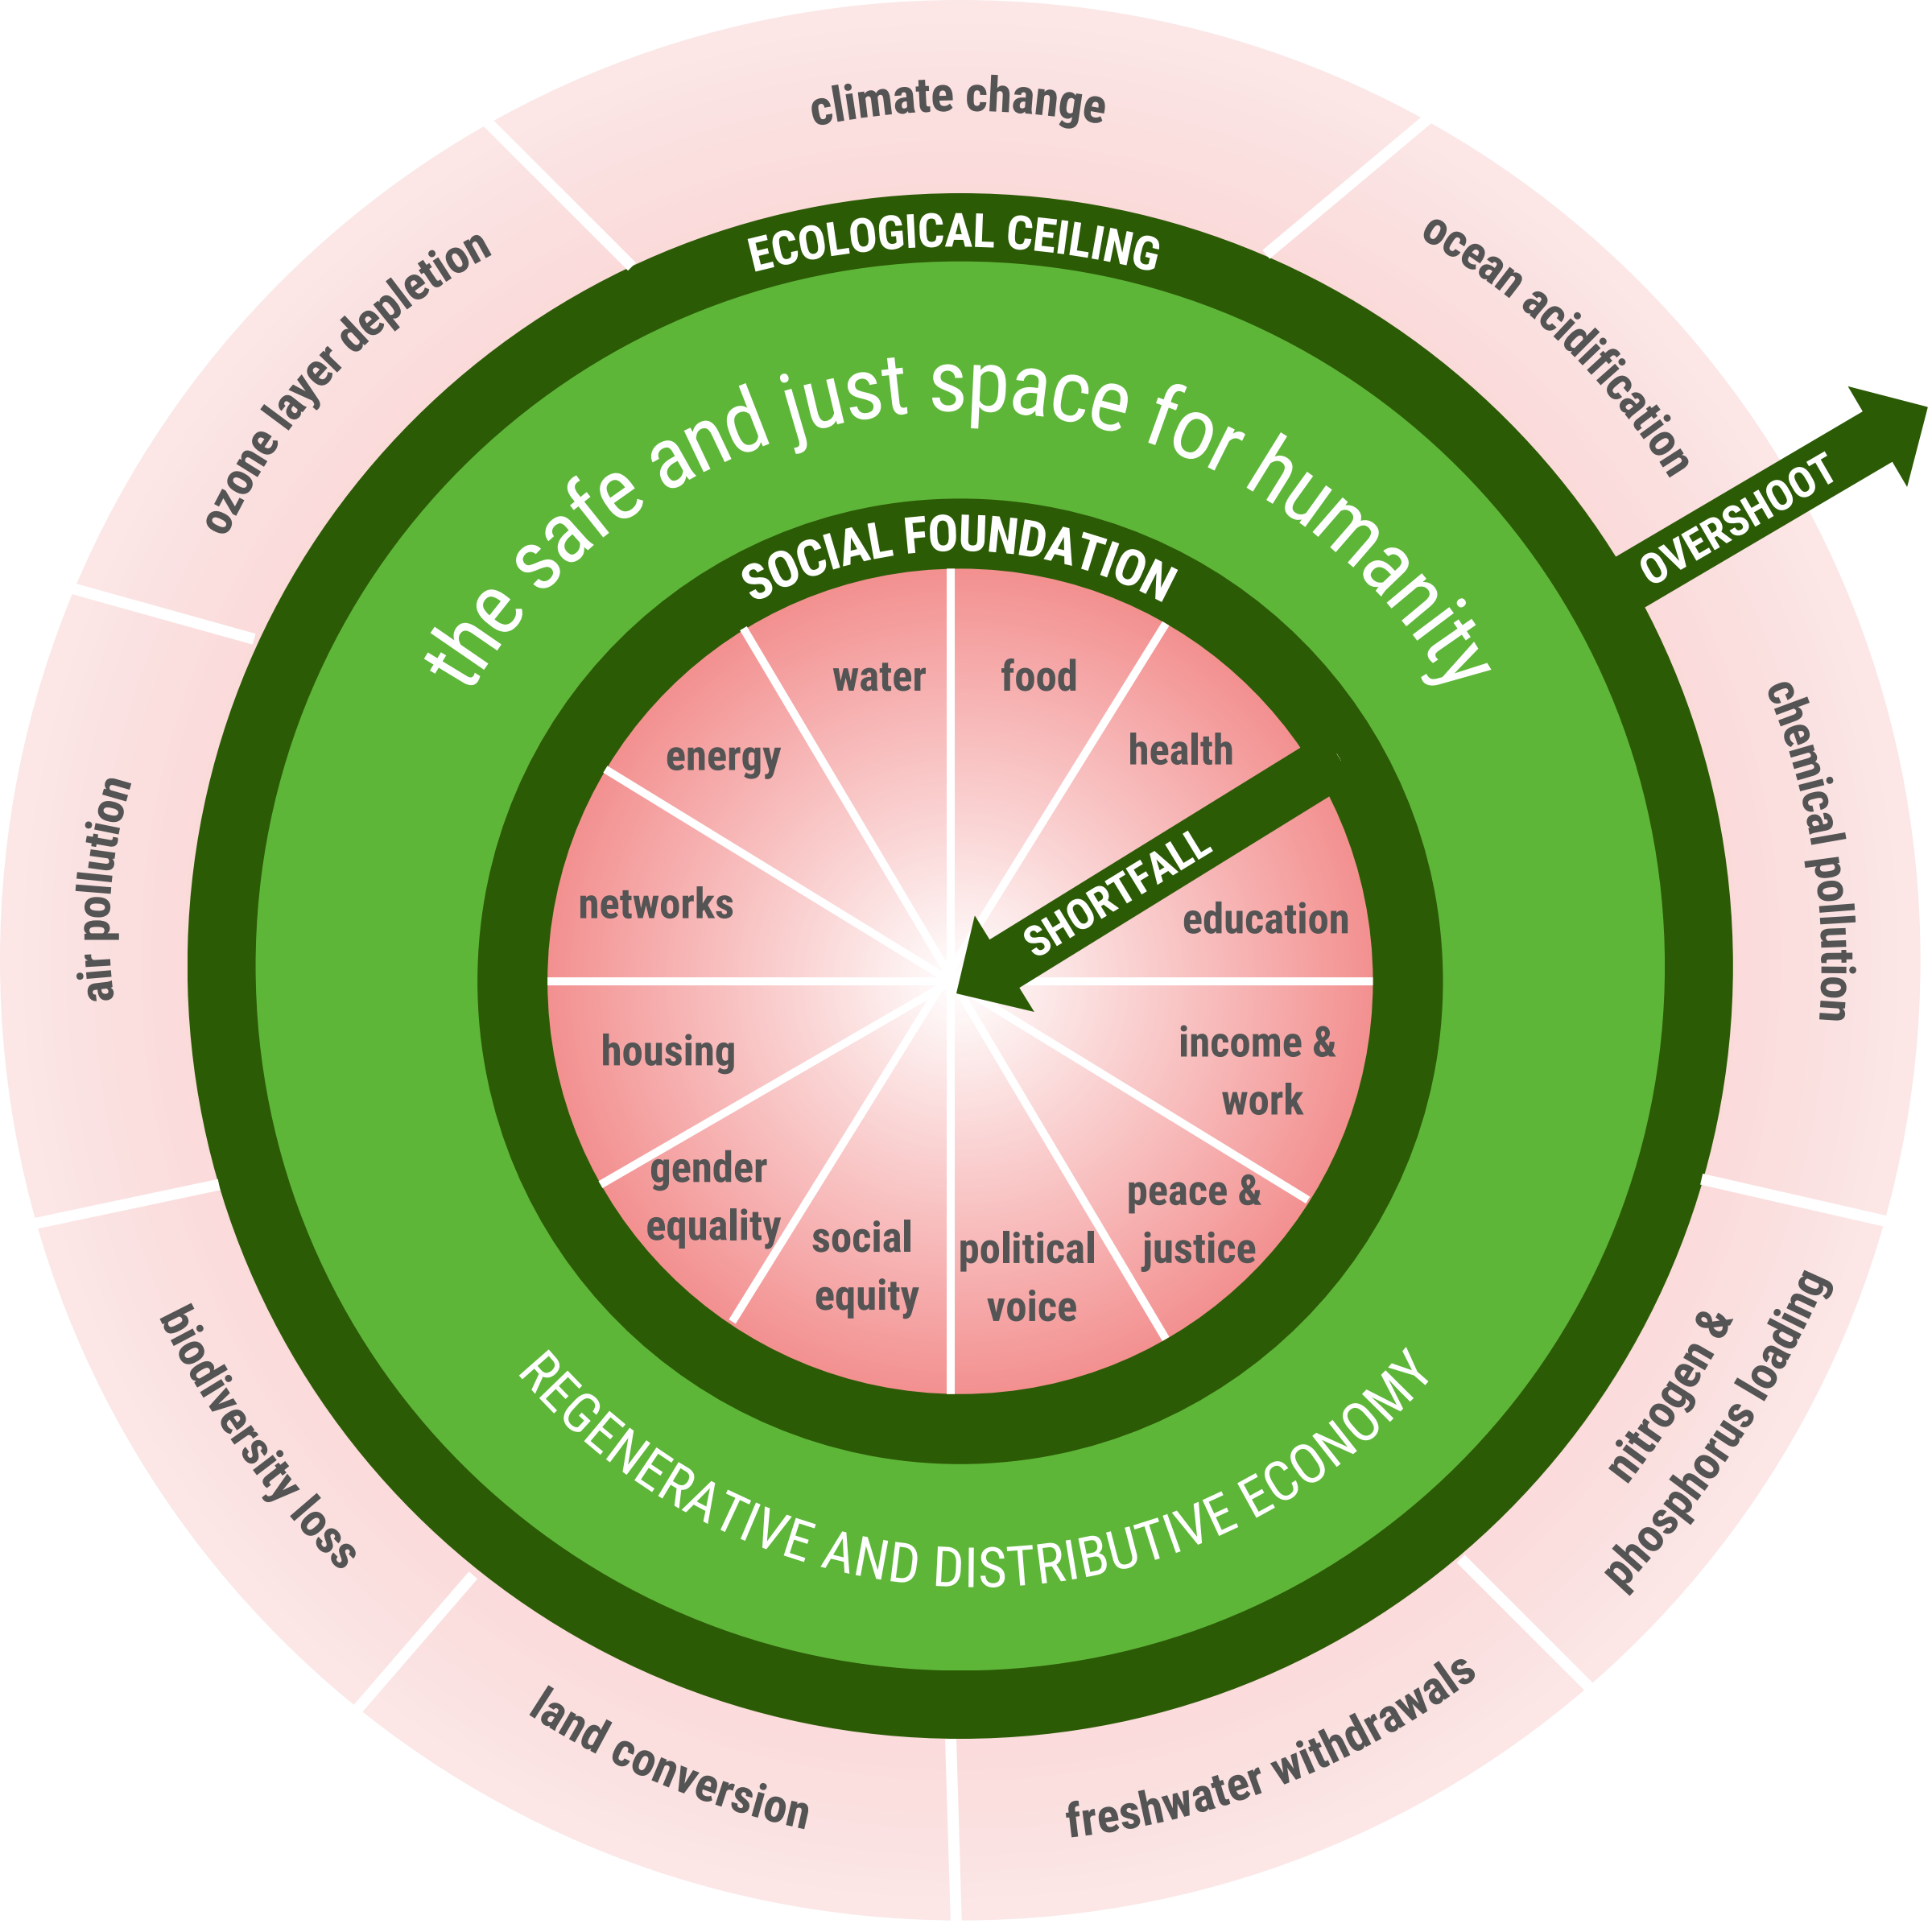 climate change
ocean acidification
chemical pollution
nitrogen &
phosphorus loading
freshwater withdrawals
land conversion
biodiversity loss
air pollution
ozone layer depletion
ECOLOGICAL CEILING
OVERSHOOT
the safe and just space for humanity
SOCIAL FOUNDATION
water
food
health
SHORTFALL
education
income &
work
peace &
justice
political
voice
social
equity
gender
equality
housing
networks
energy
REGENERATIVE AND DISTRIBUTIVE ECONOMY